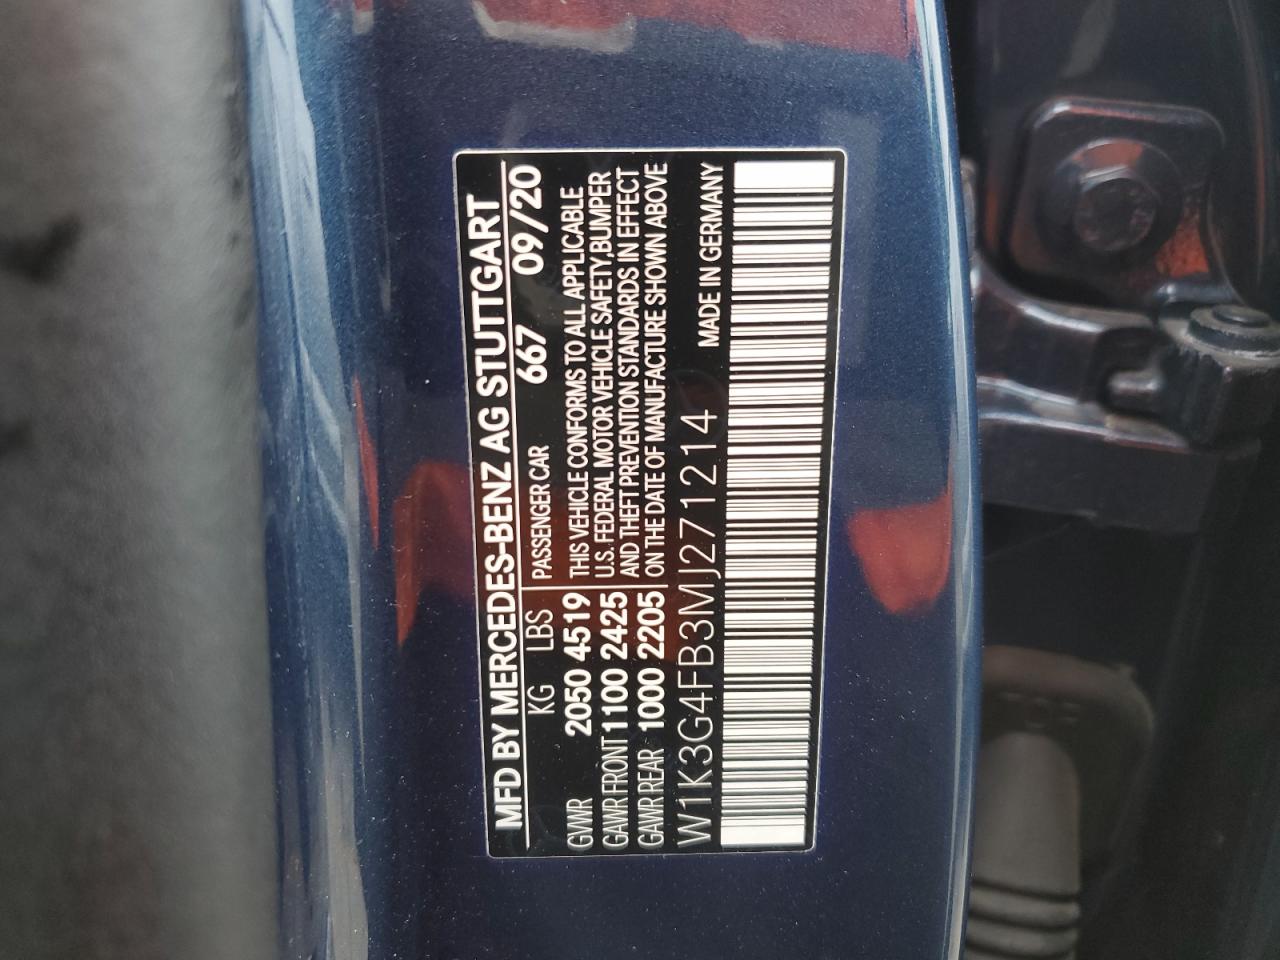 MFD BY MERCEDES-BENZ AG STUTTGART
KG LBS PASSENGER CAR 667 09/20
GVWR 2050 4519 THIS VEHICLE CONFORMS TO ALL APPLICABLE
GAWR FRONT 1100 2425 U.S. FEDERAL MOTOR VEHICLE SAFETY,BUMPER
GAWR REAR 1000 2205 AND THEFT PREVENTION STANDARDS IN EFFECT
ON THE DATE OF MANUFACTURE SHOWN ABOVE
W1K3G4FB3MJ271214 MADE IN GERMANY